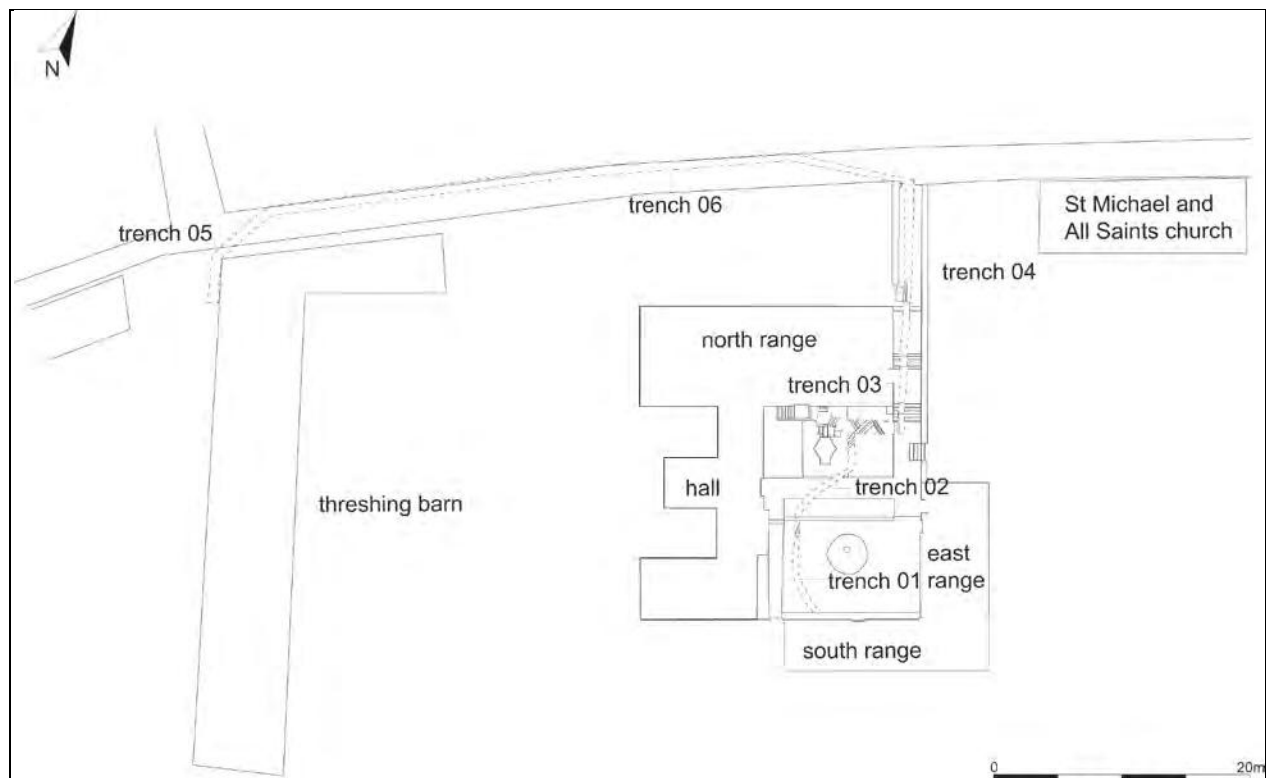 N
St Michael and
All Saints church
trench 06
trench 05
trench 04
north range
trench 03
hall
trench 02
threshing barn
east
range
trench 01
south range
0
20m